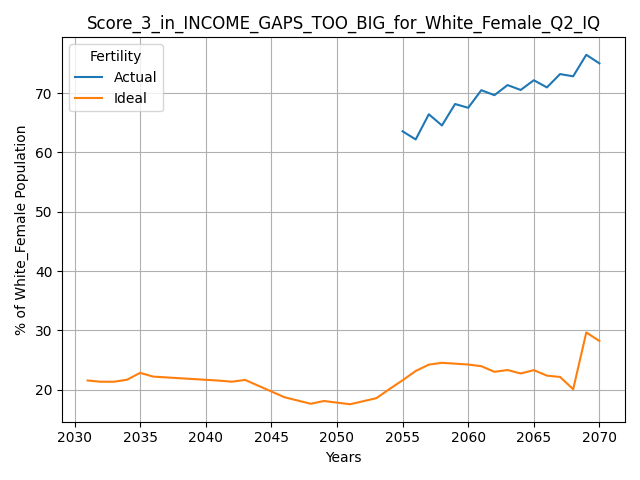 Score_3_in_INCOME_GAPS_TOO_BIG_for_White_Female_Q2_IQ
Fertility
Actual
Ideal
% of White_Female Population
70
60
50
40
30
20
2030 2035 2040 2045 2050 2055 2060 2065 2070
Years